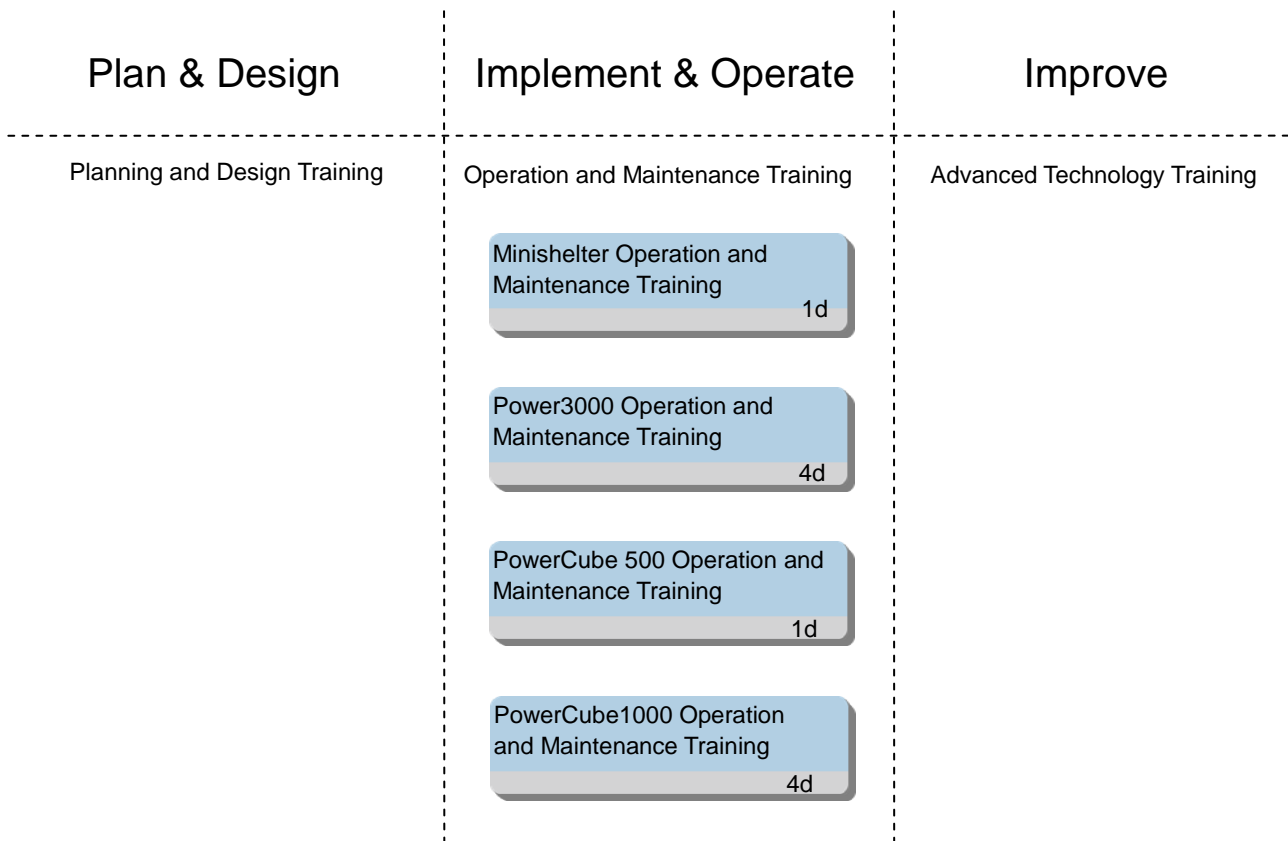 Plan & Design
Implement & Operate
Improve
Planning and Design Training
Operation and Maintenance Training
Advanced Technology Training
Minishelter Operation and
Maintenance Training
1d
Power3000 Operation and
Maintenance Training
4d
PowerCube 500 Operation and
Maintenance Training
1d
PowerCube1000 Operation
and Maintenance Training
4d